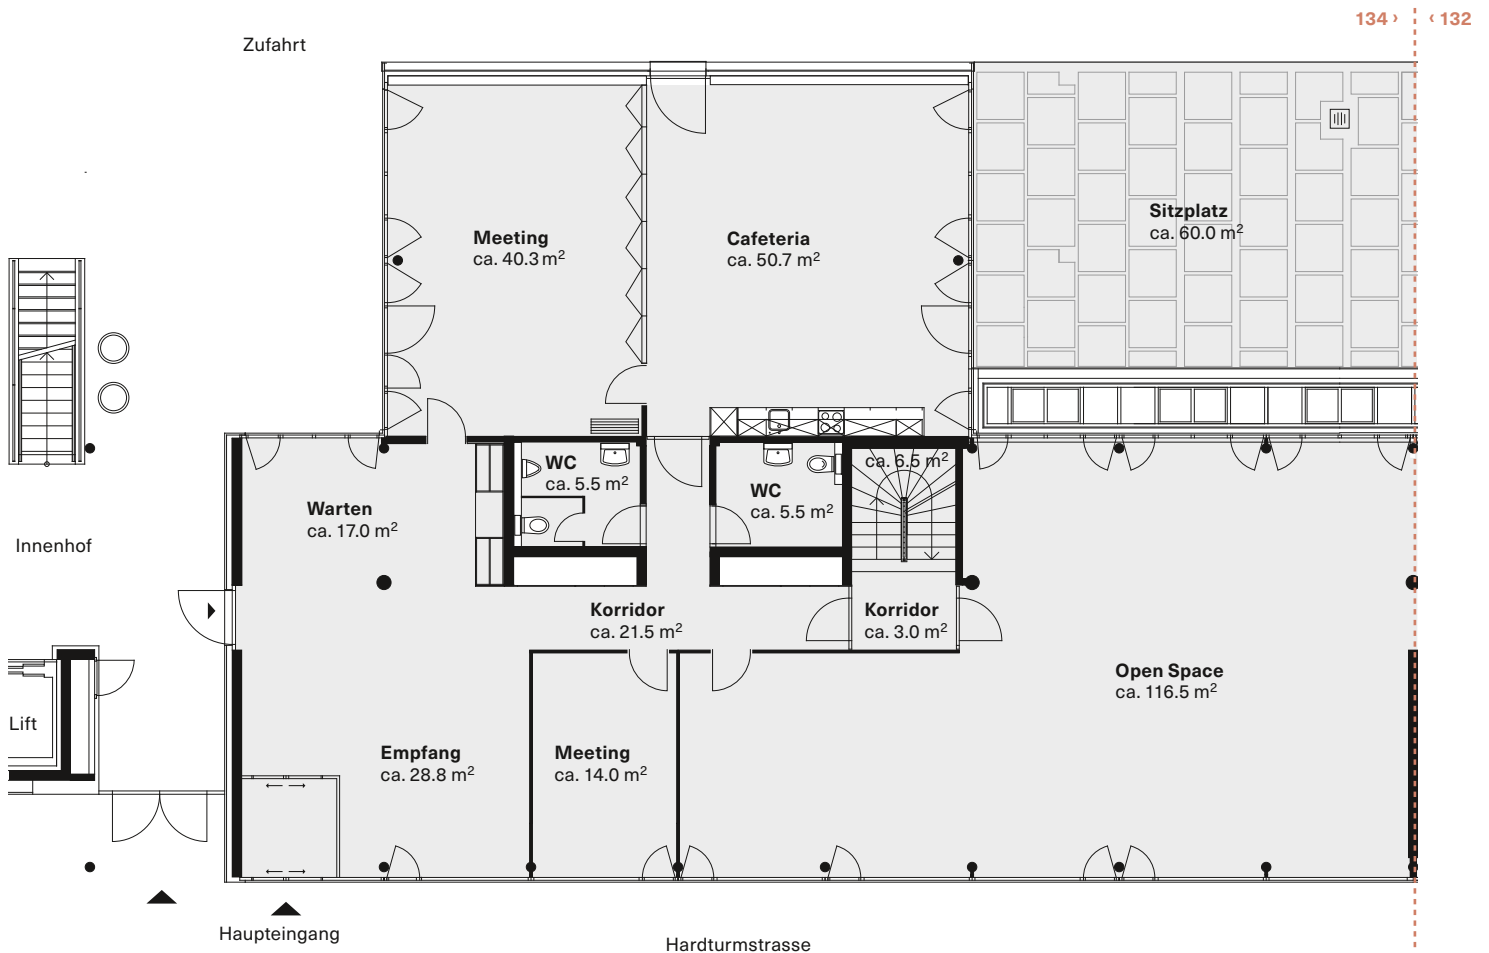 134 › ‹ 132
Zufahrt
Sitzplatz
ca. 60.0 m²
Meeting
ca. 40.3 m²
Cafeteria
ca. 50.7 m²
WC
ca. 5.5 m²
ca. 6.5 m²
WC
ca. 5.5 m²
Warten
ca. 17.0 m²
Innenhof
Korridor
ca. 21.5 m²
Korridor
ca. 3.0 m²
Open Space
ca. 116.5 m²
Lift
Empfang
ca. 28.8 m²
Meeting
ca. 14.0 m²
Haupteingang
Hardturmstrasse